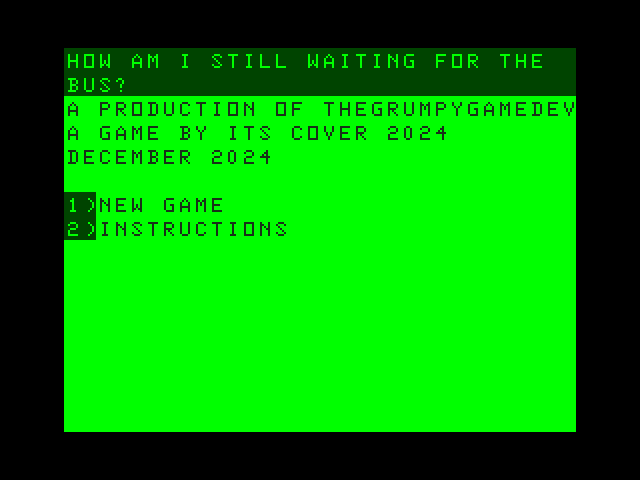 HOW AM I STILL WAITING FOR THE
BUS?
A PRODUCTION OF THEGRUMPYGAMEDEV
A GAME BY ITS COVER 2024
DECEMBER 2024
1)NEW GAME
2)INSTRUCTIONS